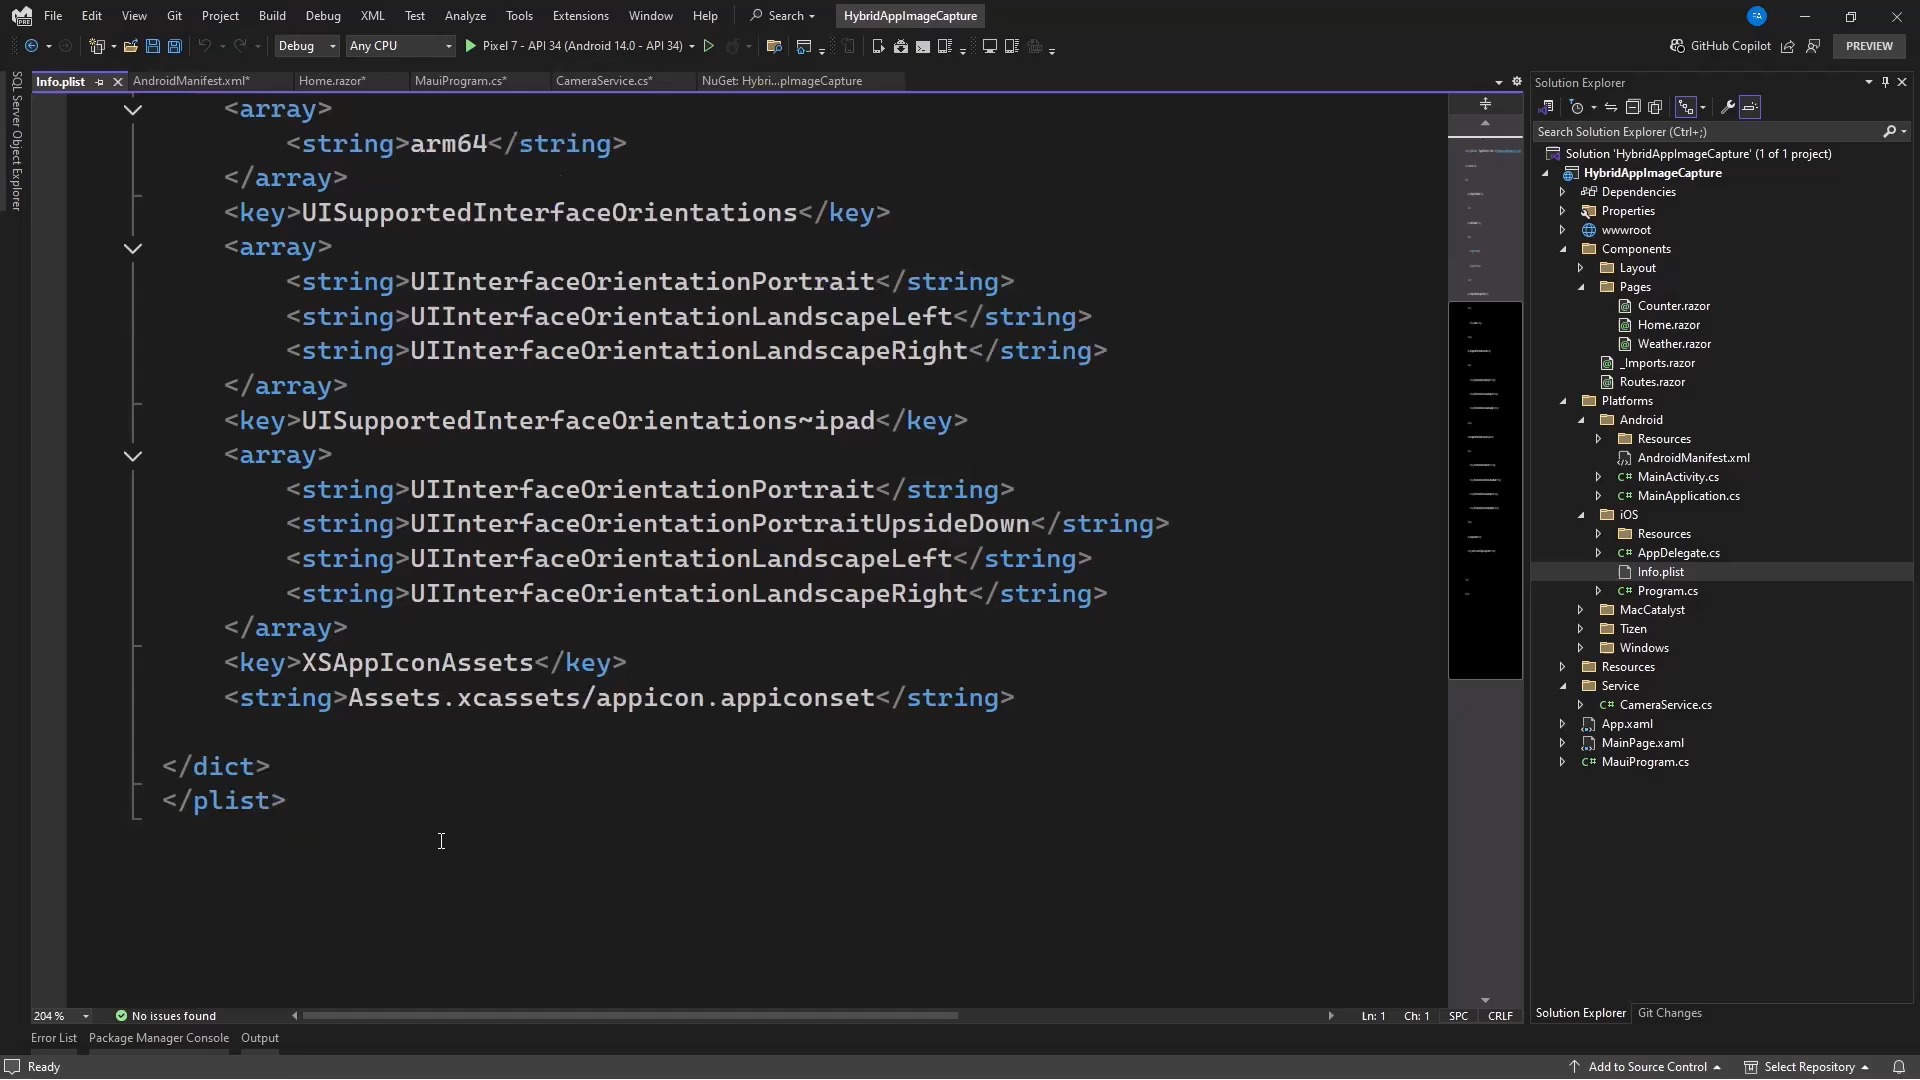 File Edit View Git Project Build Debug XML Test Analyze Tools Extensions Window Help Search HybridAppImageCapture FA
Debug Any CPU Pixel 7 - API 34 (Android 14.0 - API 34) GitHub Copilot PREVIEW
SQL Server Object Explorer
Info.plist AndroidManifest.xml* Home.razor* MauiProgram.cs* CameraService.cs* NuGet: Hybri...pImageCapture
<array>
<string>arm64</string>
</array>
<key>UISupportedInterfaceOrientations</key>
<array>
<string>UIInterfaceOrientationPortrait</string>
<string>UIInterfaceOrientationLandscapeLeft</string>
<string>UIInterfaceOrientationLandscapeRight</string>
</array>
<key>UISupportedInterfaceOrientations~ipad</key>
<array>
<string>UIInterfaceOrientationPortrait</string>
<string>UIInterfaceOrientationPortraitUpsideDown</string>
<string>UIInterfaceOrientationLandscapeLeft</string>
<string>UIInterfaceOrientationLandscapeRight</string>
</array>
<key>XSAppIconAssets</key>
<string>Assets.xcassets/appicon.appiconset</string>
</dict>
</plist>
204 % No issues found Ln: 1 Ch: 1 SPC CRLF
Error List Package Manager Console Output
Solution Explorer
Search Solution Explorer (Ctrl+;)
Solution 'HybridAppImageCapture' (1 of 1 project)
HybridAppImageCapture
Dependencies
Properties
wwwroot
Components
Layout
Pages
Counter.razor
Home.razor
Weather.razor
_Imports.razor
Routes.razor
Platforms
Android
Resources
AndroidManifest.xml
C# MainActivity.cs
C# MainApplication.cs
iOS
Resources
C# AppDelegate.cs
Info.plist
C# Program.cs
MacCatalyst
Tizen
Windows
Resources
Service
C# CameraService.cs
App.xaml
MainPage.xaml
C# MauiProgram.cs
Solution Explorer Git Changes
Ready Add to Source Control Select Repository